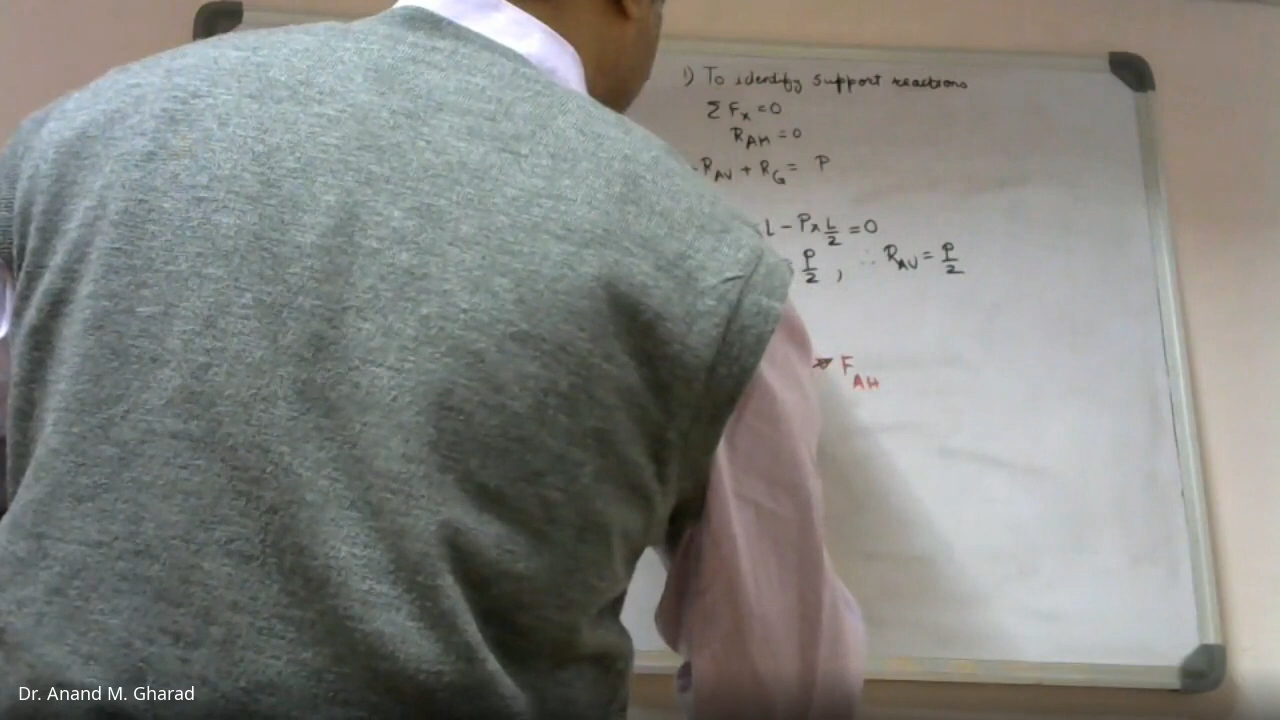 1) To identify support reactions
Σ Fx = 0
RAH = 0
RAV + RG = P
L - P x L/2 = 0
P/2 , ∴ RAV = P/2
FAH
Dr. Anand M. Gharad